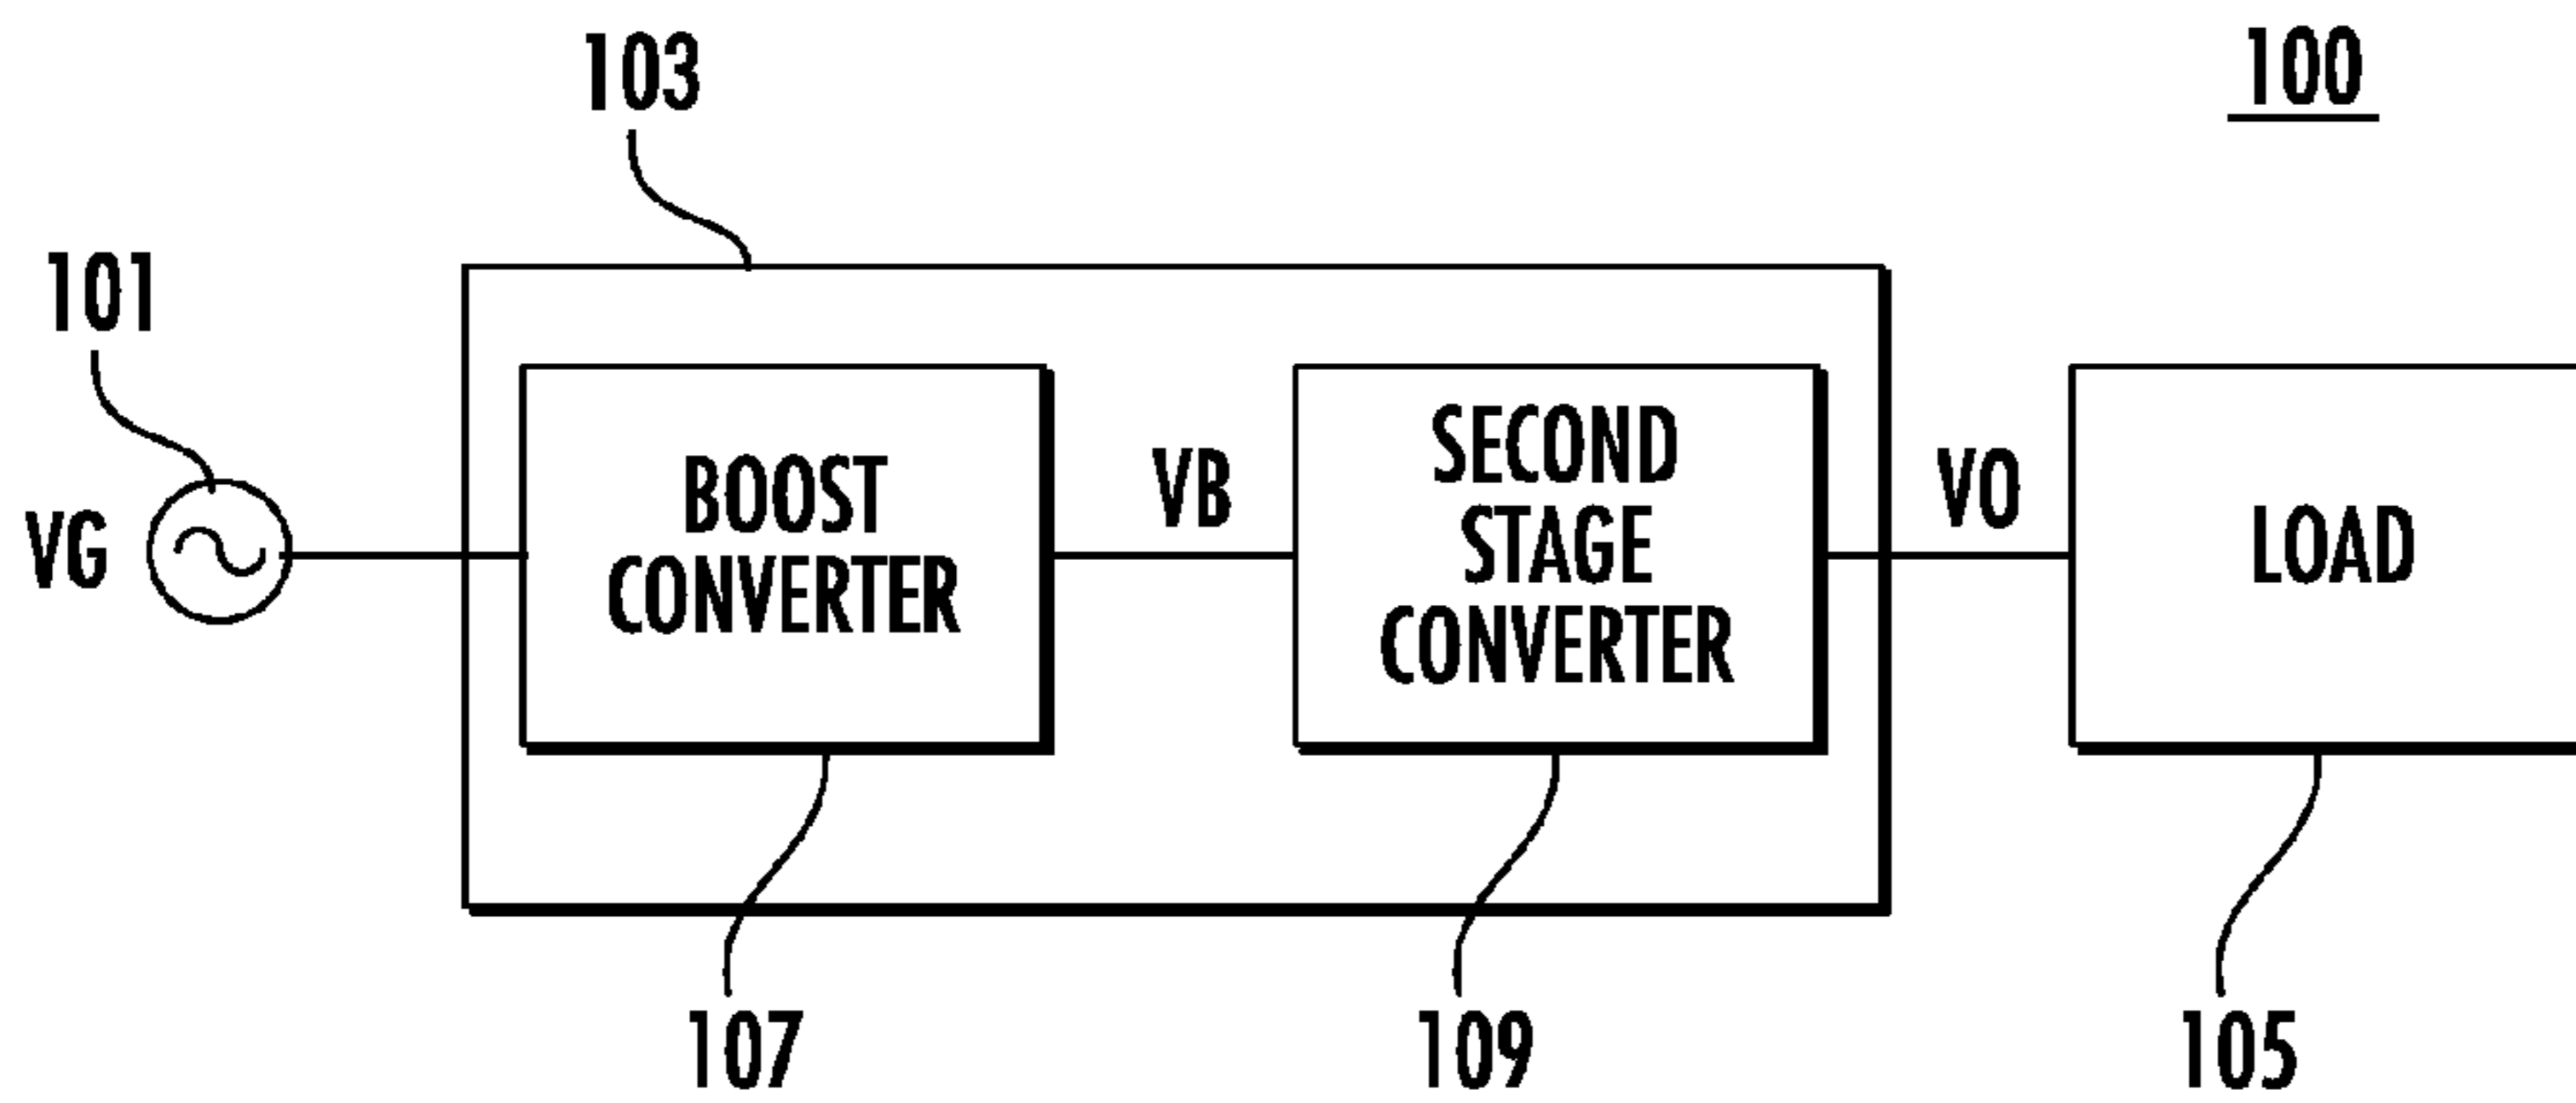 103
100
101
VG
BOOST
CONVERTER
VB
SECOND
STAGE
CONVERTER
VO
LOAD
107
109
105